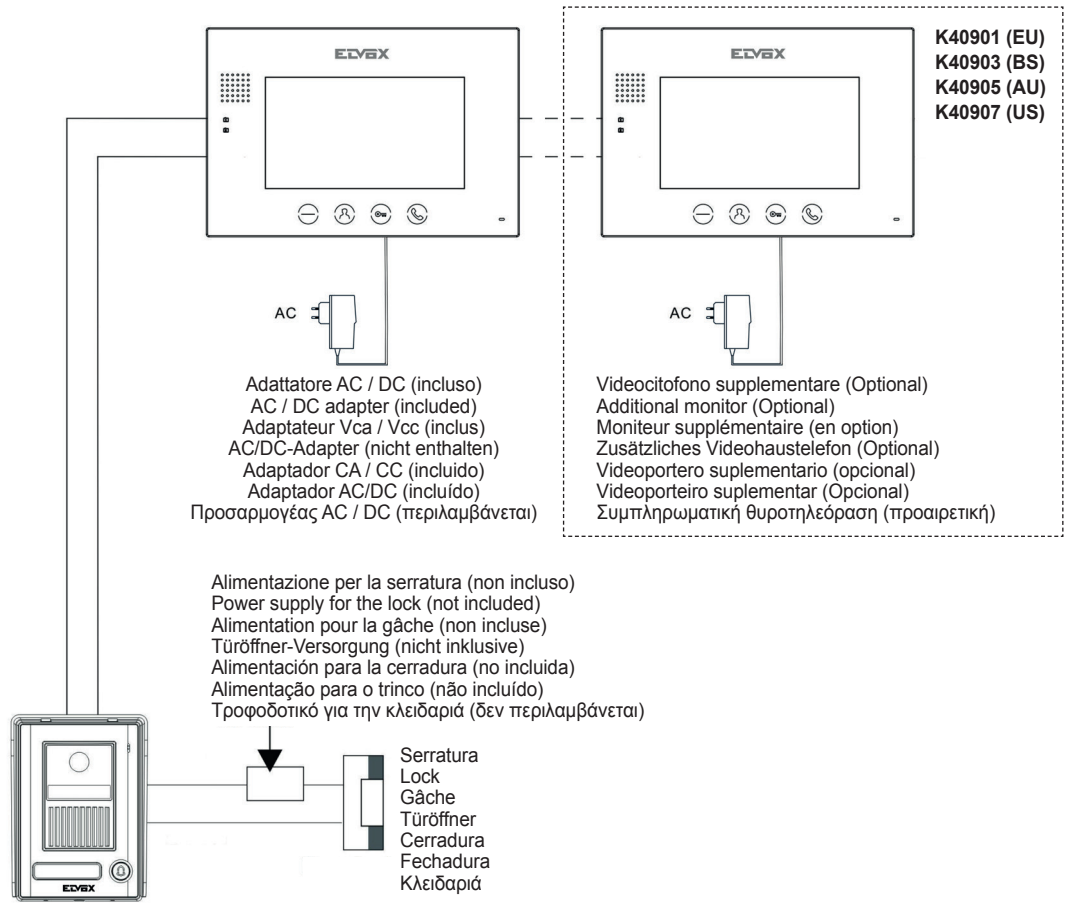 ELVOX
ELVOX
K40901 (EU)
K40903 (BS)
K40905 (AU)
K40907 (US)
AC
AC
Adattatore AC / DC (incluso)
AC / DC adapter (included)
Adaptateur Vca / Vcc (inclus)
AC/DC-Adapter (nicht enthalten)
Adaptador CA / CC (incluido)
Adaptador AC/DC (incluído)
Προσαρμογέας AC / DC (περιλαμβάνεται)
Videocitofono supplementare (Optional)
Additional monitor (Optional)
Moniteur supplémentaire (en option)
Zusätzliches Videohaustelefon (Optional)
Videoportero suplementario (opcional)
Videoporteiro suplementar (Opcional)
Συμπληρωματική θυροτηλεόραση (προαιρετική)
Alimentazione per la serratura (non incluso)
Power supply for the lock (not included)
Alimentation pour la gâche (non incluse)
Türöffner-Versorgung (nicht inklusive)
Alimentación para la cerradura (no incluida)
Alimentação para o trinco (não incluído)
Τροφοδοτικό για την κλειδαριά (δεν περιλαμβάνεται)
Serratura
Lock
Gâche
Türöffner
Cerradura
Fechadura
Κλειδαριά
ELVOX